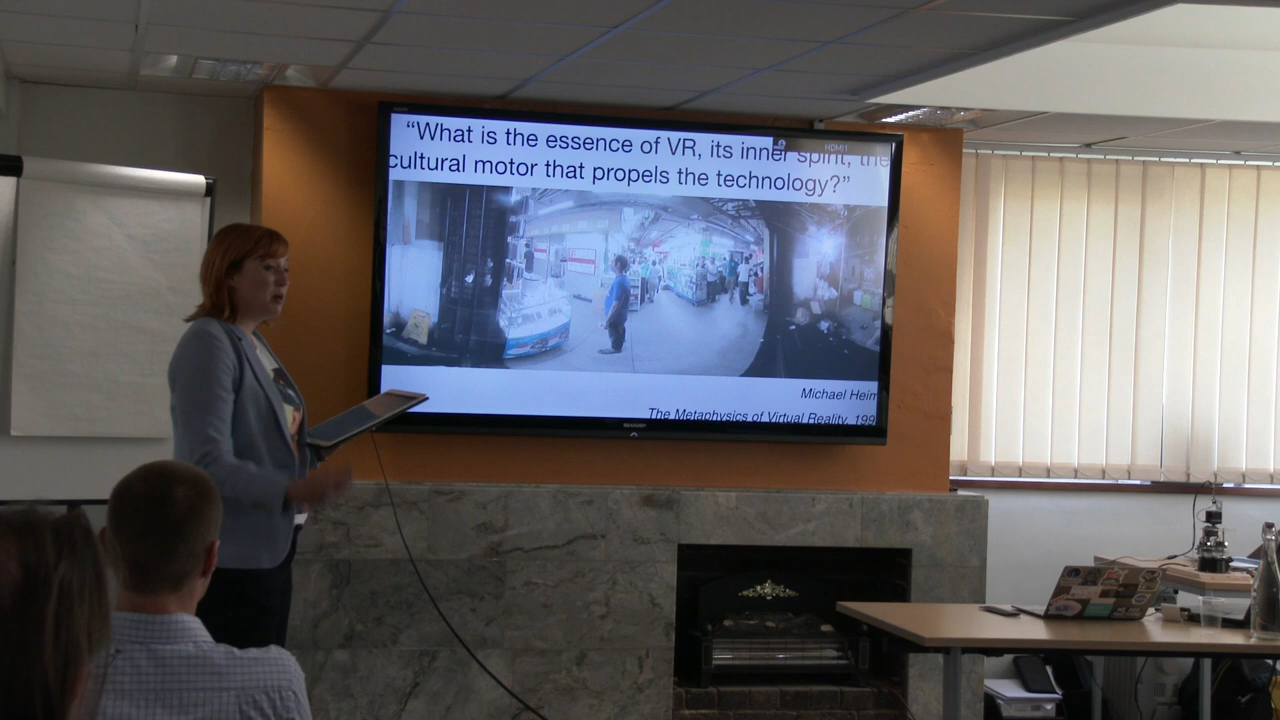 “What is the essence of VR, its inner spirit, the
HDMI1
cultural motor that propels the technology?”
Michael Heim
The Metaphysics of Virtual Reality, 199
SHARP